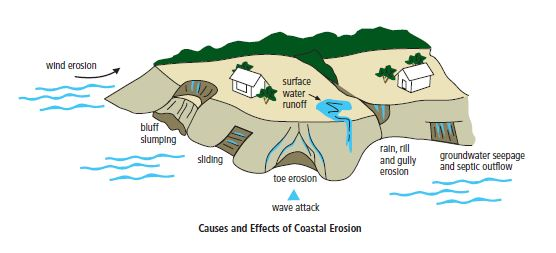 wind erosion
surface
water
runoff
bluff
slumping
sliding
toe erosion
wave attack
rain, rill
and gully
erosion
groundwater seepage
and septic outflow
Causes and Effects of Coastal Erosion